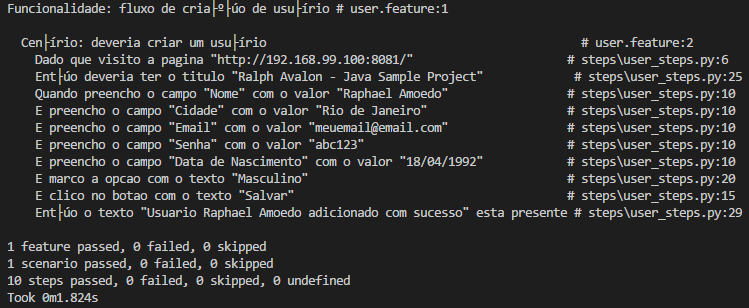 Funcionalidade: fluxo de cria├º├úo de usu├írio # user.feature:1
Cen├írio: deveria criar um usu├írio # user.feature:2
Dado que visito a pagina "http://192.168.99.100:8081/" # steps\user_steps.py:6
Ent├úo deveria ter o titulo "Ralph Avalon - Java Sample Project" # steps\user_steps.py:25
Quando preencho o campo "Nome" com o valor "Raphael Amoedo" # steps\user_steps.py:10
E preencho o campo "Cidade" com o valor "Rio de Janeiro" # steps\user_steps.py:10
E preencho o campo "Email" com o valor "meuemail@email.com" # steps\user_steps.py:10
E preencho o campo "Senha" com o valor "abc123" # steps\user_steps.py:10
E preencho o campo "Data de Nascimento" com o valor "18/04/1992" # steps\user_steps.py:10
E marco a opcao com o texto "Masculino" # steps\user_steps.py:20
E clico no botao com o texto "Salvar" # steps\user_steps.py:15
Ent├úo o texto "Usuario Raphael Amoedo adicionado com sucesso" esta presente # steps\user_steps.py:29
1 feature passed, 0 failed, 0 skipped
1 scenario passed, 0 failed, 0 skipped
10 steps passed, 0 failed, 0 skipped, 0 undefined
Took 0m1.824s